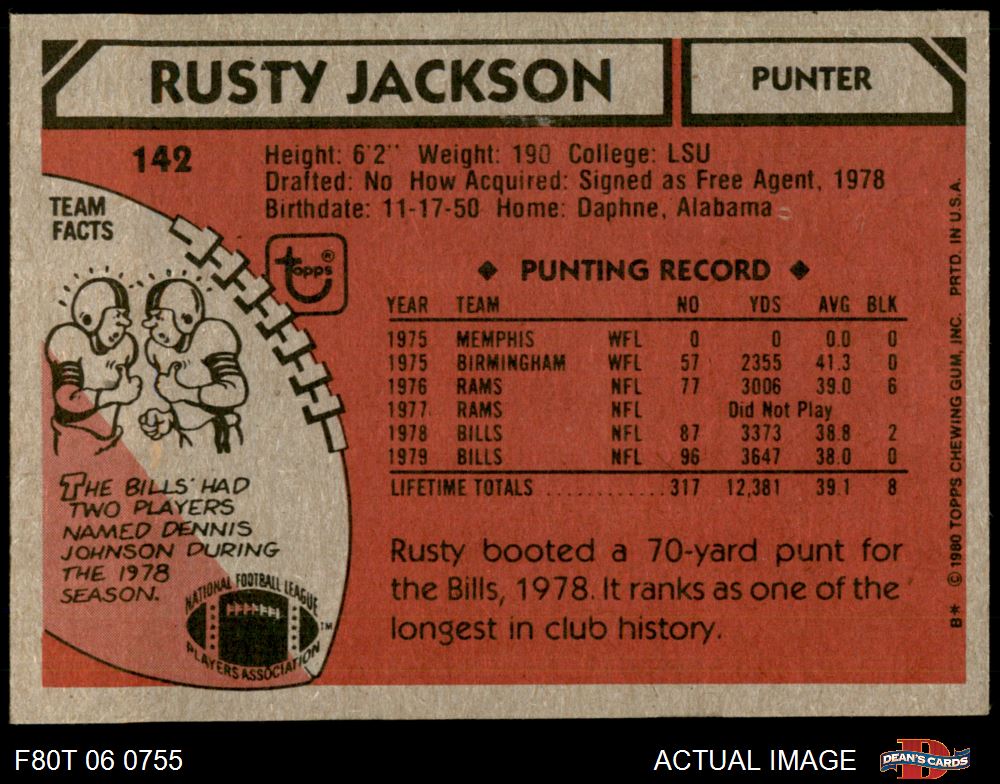 RUSTY JACKSON
PUNTER
142
Height: 6'2" Weight: 190 College: LSU
Drafted: No How Acquired: Signed as Free Agent, 1978
Birthdate: 11-17-50 Home: Daphne, Alabama
TEAM
FACTS
topps®
THE BILLS HAD
TWO PLAYERS
NAMED DENNIS
JOHNSON DURING
THE 1978
SEASON.
NATIONAL FOOTBALL LEAGUE
PLAYERS ASSOCIATION
TM
◆ PUNTING RECORD ◆
YEAR TEAM NO YDS AVG BLK
1975 MEMPHIS WFL 0 0 0.0 0
1975 BIRMINGHAM WFL 57 2355 41.3 0
1976 RAMS NFL 77 3006 39.0 6
1977 RAMS NFL Did Not Play
1978 BILLS NFL 87 3373 38.8 2
1979 BILLS NFL 96 3647 38.0 0
LIFETIME TOTALS ............ 317 12,381 39.1 8
Rusty booted a 70-yard punt for
the Bills, 1978. It ranks as one of the
longest in club history.
B* © 1980 TOPPS CHEWING GUM, INC. PRTD. IN U.S.A.
F80T 06 0755
ACTUAL IMAGE
D
DEAN'S CARDS